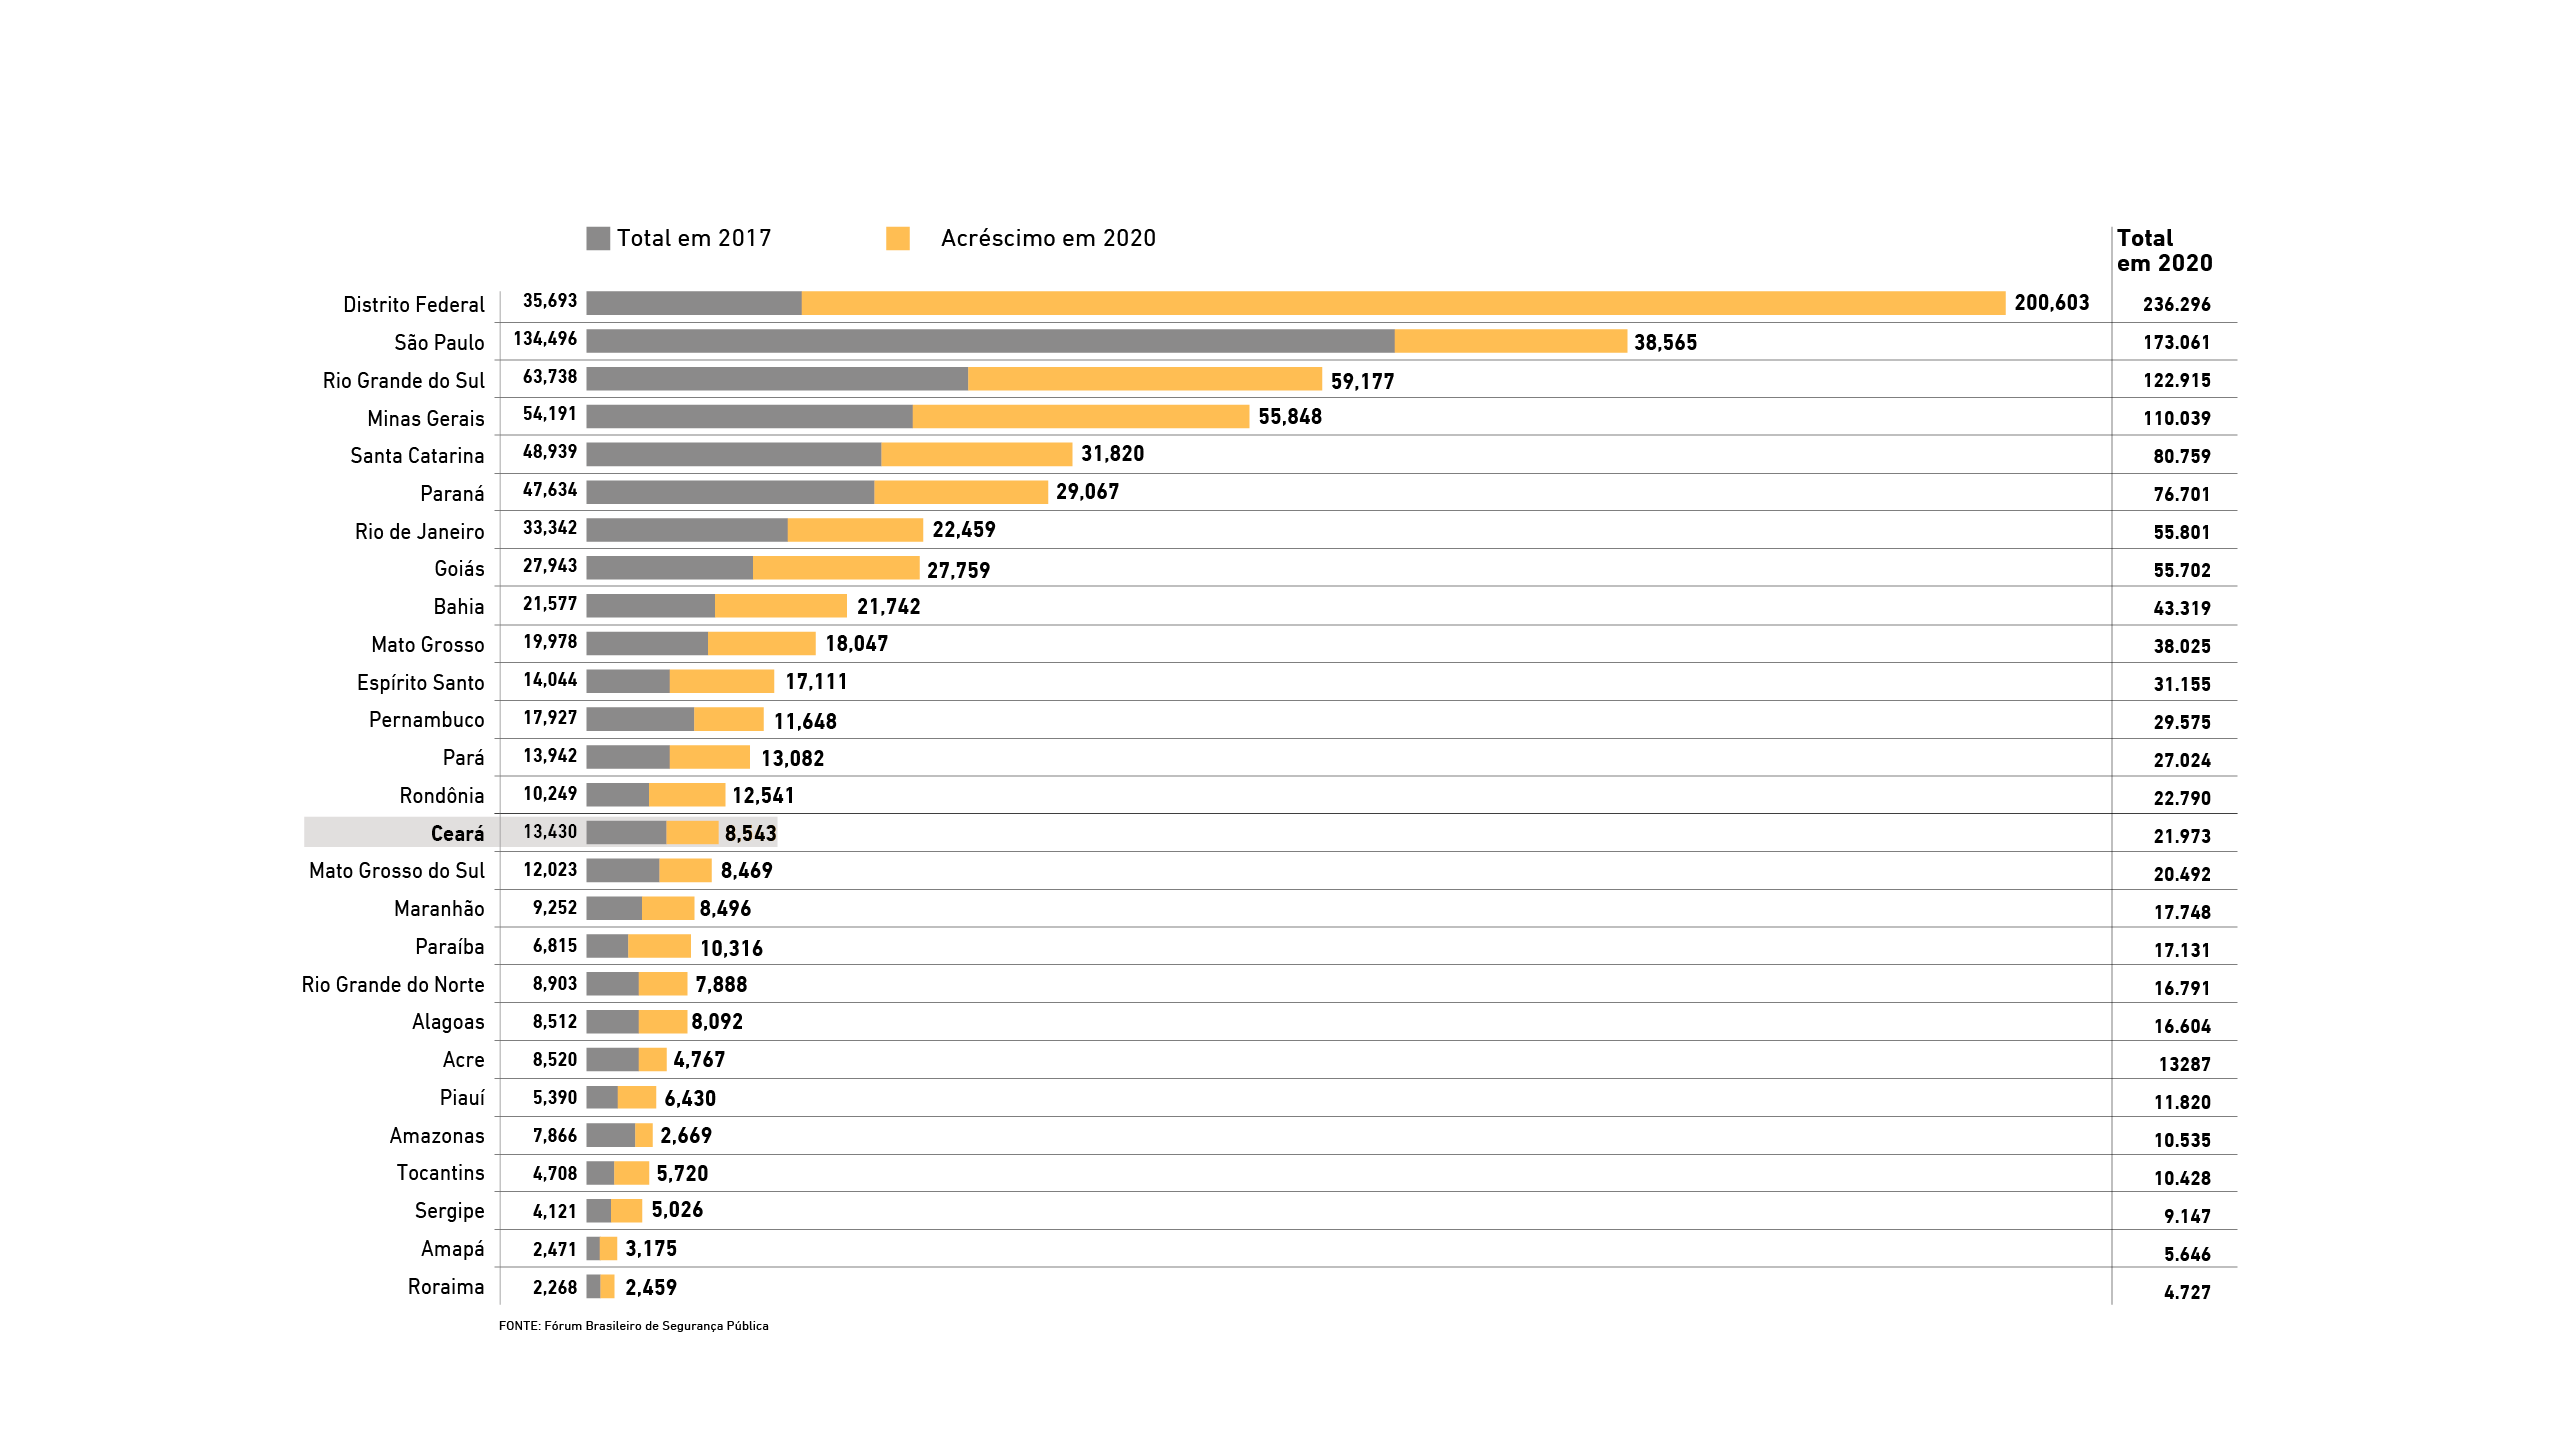 Total em 2017 Acréscimo em 2020 Total
em 2020
Distrito Federal 35,693 200,603 236.296
São Paulo 134,496 38,565 173.061
Rio Grande do Sul 63,738 59,177 122.915
Minas Gerais 54,191 55,848 110.039
Santa Catarina 48,939 31,820 80.759
Paraná 47,634 29,067 76.701
Rio de Janeiro 33,342 22,459 55.801
Goiás 27,943 27,759 55.702
Bahia 21,577 21,742 43.319
Mato Grosso 19,978 18,047 38.025
Espírito Santo 14,044 17,111 31.155
Pernambuco 17,927 11,648 29.575
Pará 13,942 13,082 27.024
Rondônia 10,249 12,541 22.790
Ceará 13,430 8,543 21.973
Mato Grosso do Sul 12,023 8,469 20.492
Maranhão 9,252 8,496 17.748
Paraíba 6,815 10,316 17.131
Rio Grande do Norte 8,903 7,888 16.791
Alagoas 8,512 8,092 16.604
Acre 8,520 4,767 13287
Piauí 5,390 6,430 11.820
Amazonas 7,866 2,669 10.535
Tocantins 4,708 5,720 10.428
Sergipe 4,121 5,026 9.147
Amapá 2,471 3,175 5.646
Roraima 2,268 2,459 4.727
FONTE: Fórum Brasileiro de Segurança Pública